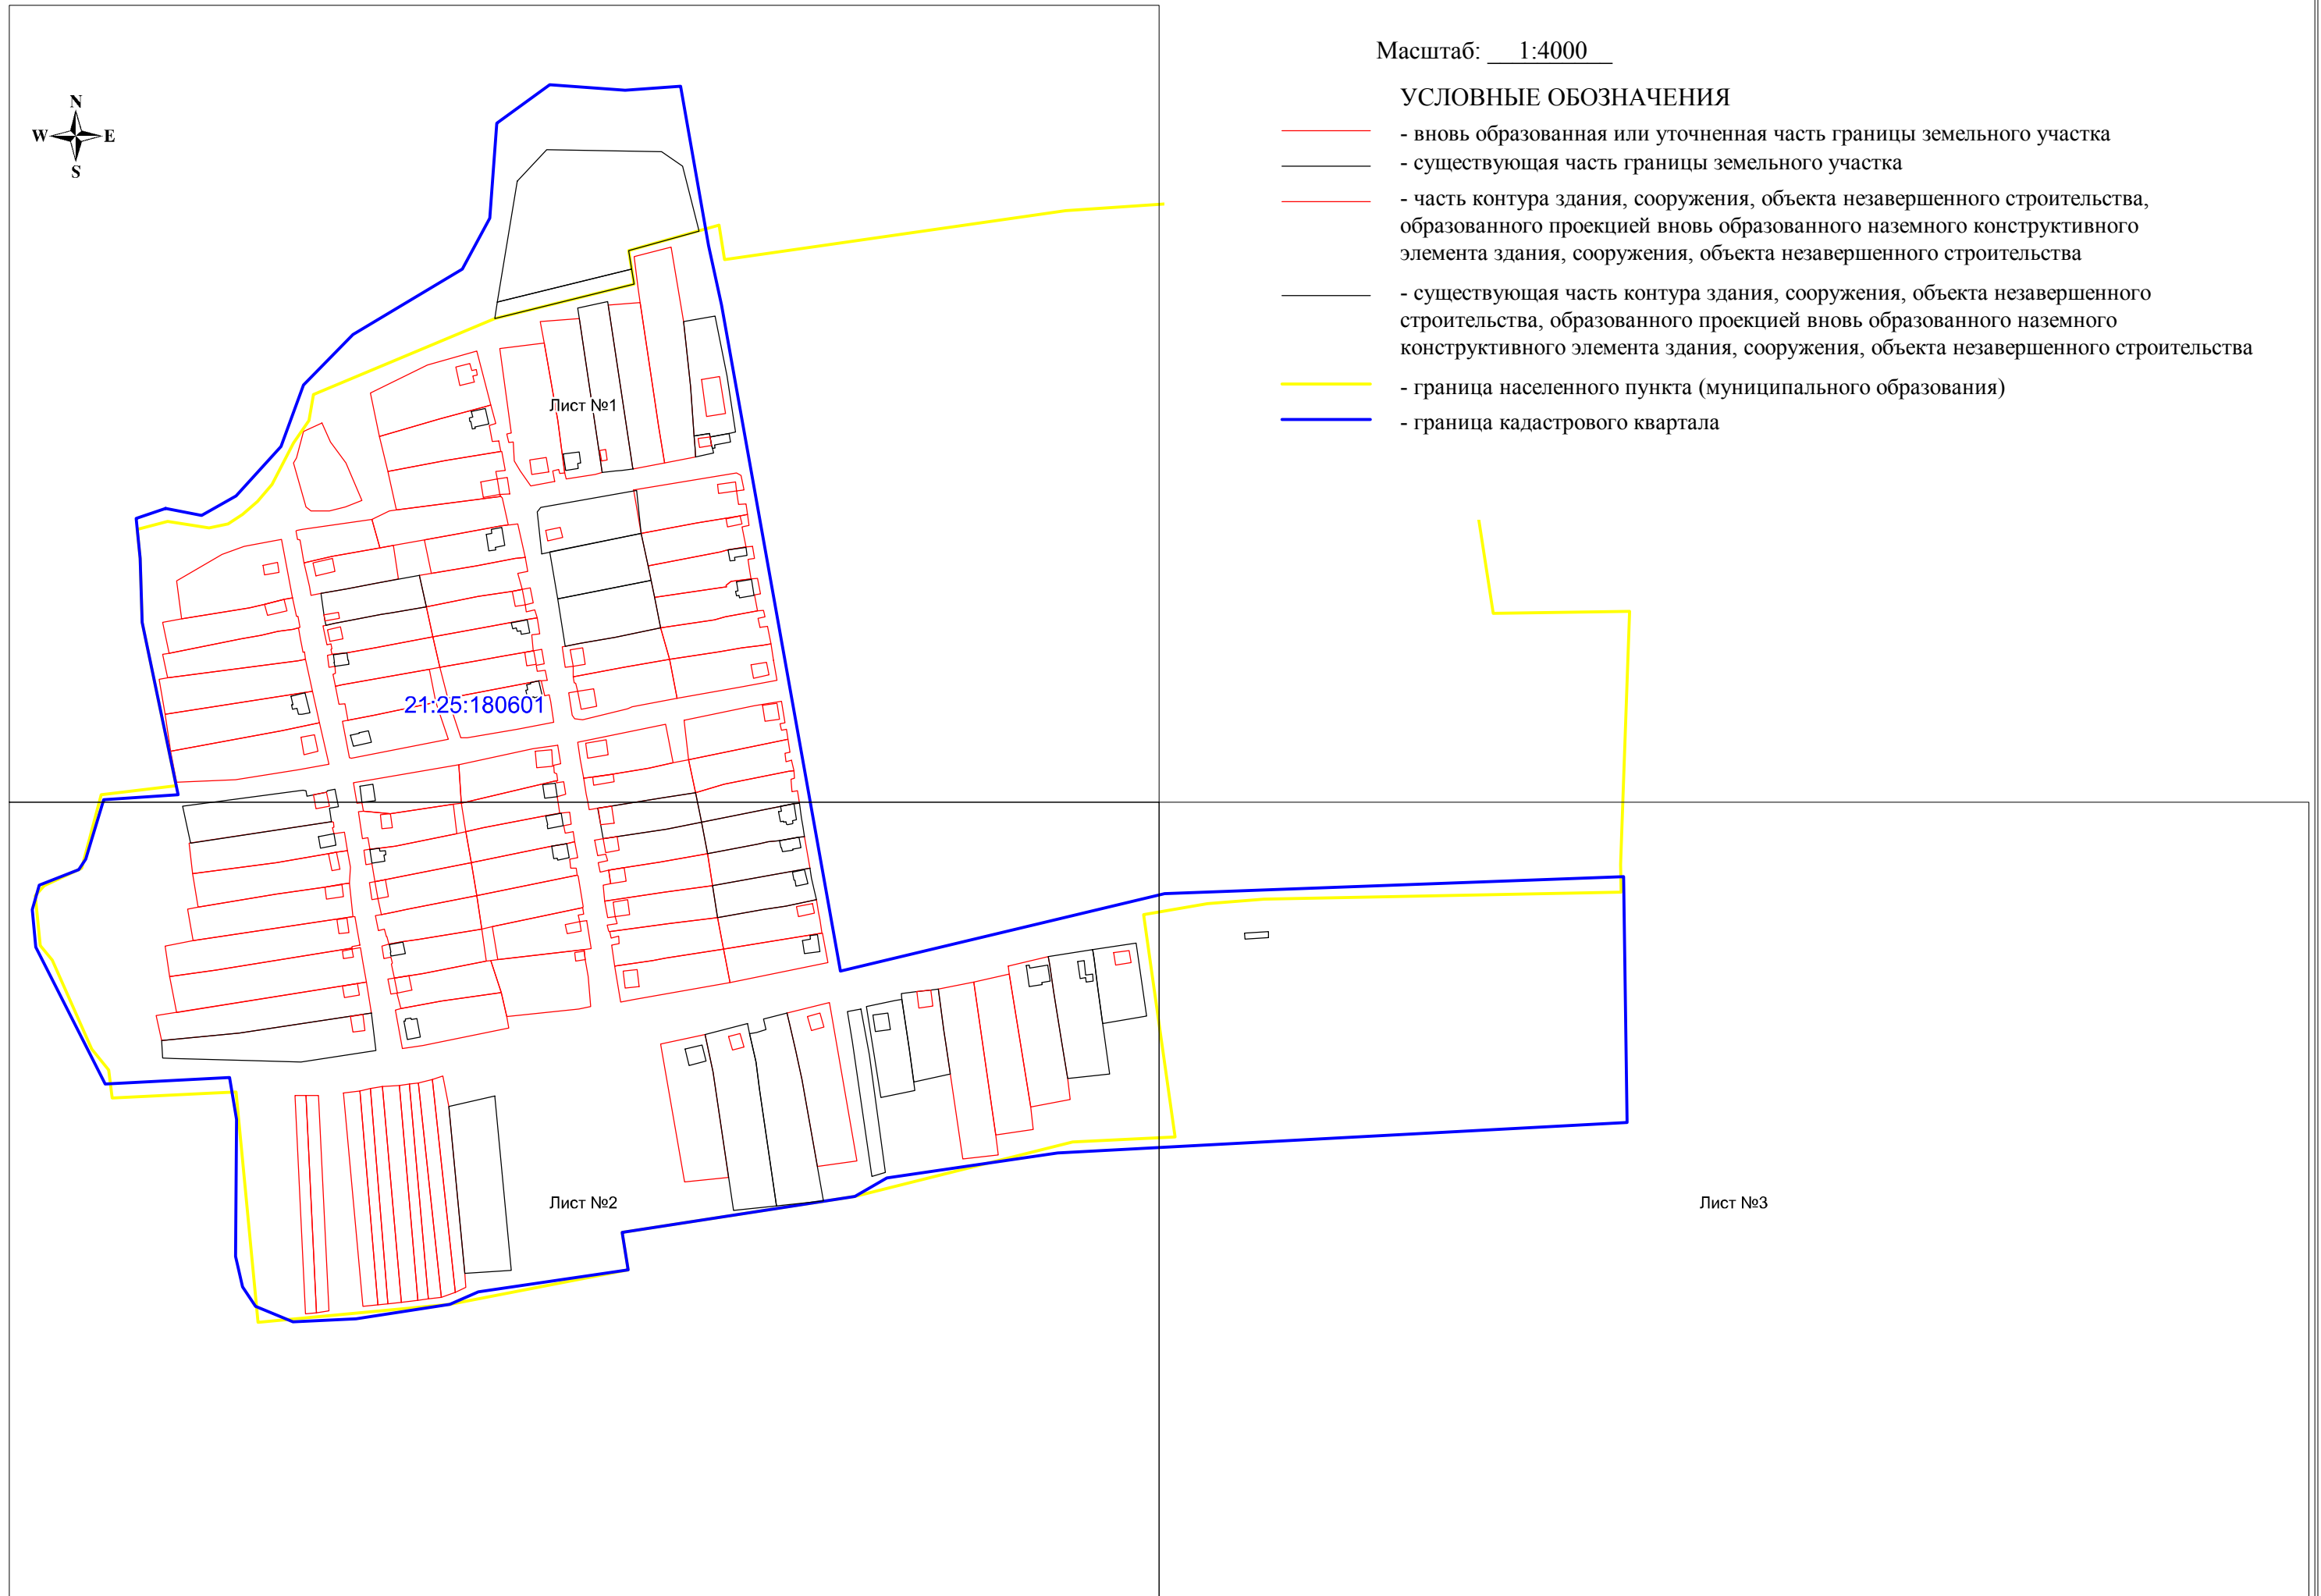 Масштаб: 1:4000
УСЛОВНЫЕ ОБОЗНАЧЕНИЯ
- вновь образованная или уточненная часть границы земельного участка
- существующая часть границы земельного участка
- часть контура здания, сооружения, объекта незавершенного строительства,
образованного проекцией вновь образованного наземного конструктивного
элемента здания, сооружения, объекта незавершенного строительства
- существующая часть контура здания, сооружения, объекта незавершенного
строительства, образованного проекцией вновь образованного наземного
конструктивного элемента здания, сооружения, объекта незавершенного строительства
- граница населенного пункта (муниципального образования)
- граница кадастрового квартала
N
W E
S
Лист №1
21:25:180601
Лист №2
Лист №3